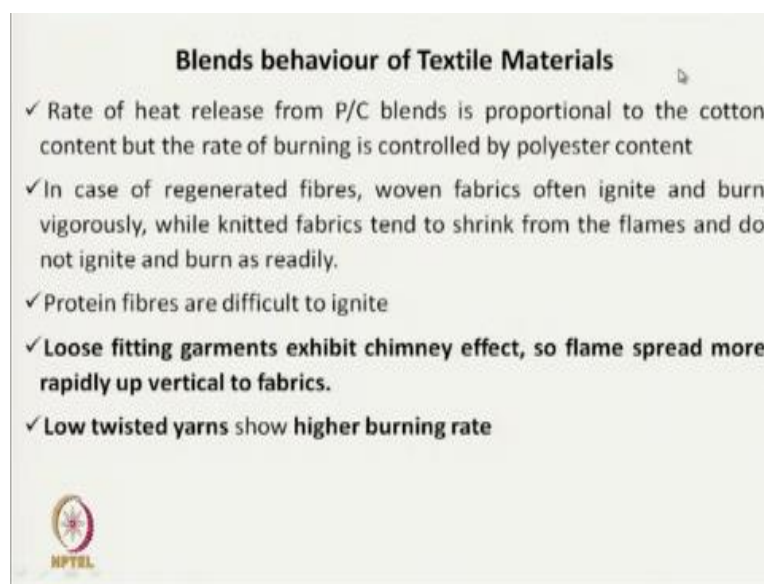 Blends behaviour of Textile Materials
✓ Rate of heat release from P/C blends is proportional to the cotton
content but the rate of burning is controlled by polyester content
✓In case of regenerated fibres, woven fabrics often ignite and burn
vigorously, while knitted fabrics tend to shrink from the flames and do
not ignite and burn as readily.
✓Protein fibres are difficult to ignite
✓Loose fitting garments exhibit chimney effect, so flame spread more
rapidly up vertical to fabrics.
✓Low twisted yarns show higher burning rate
NPTEL